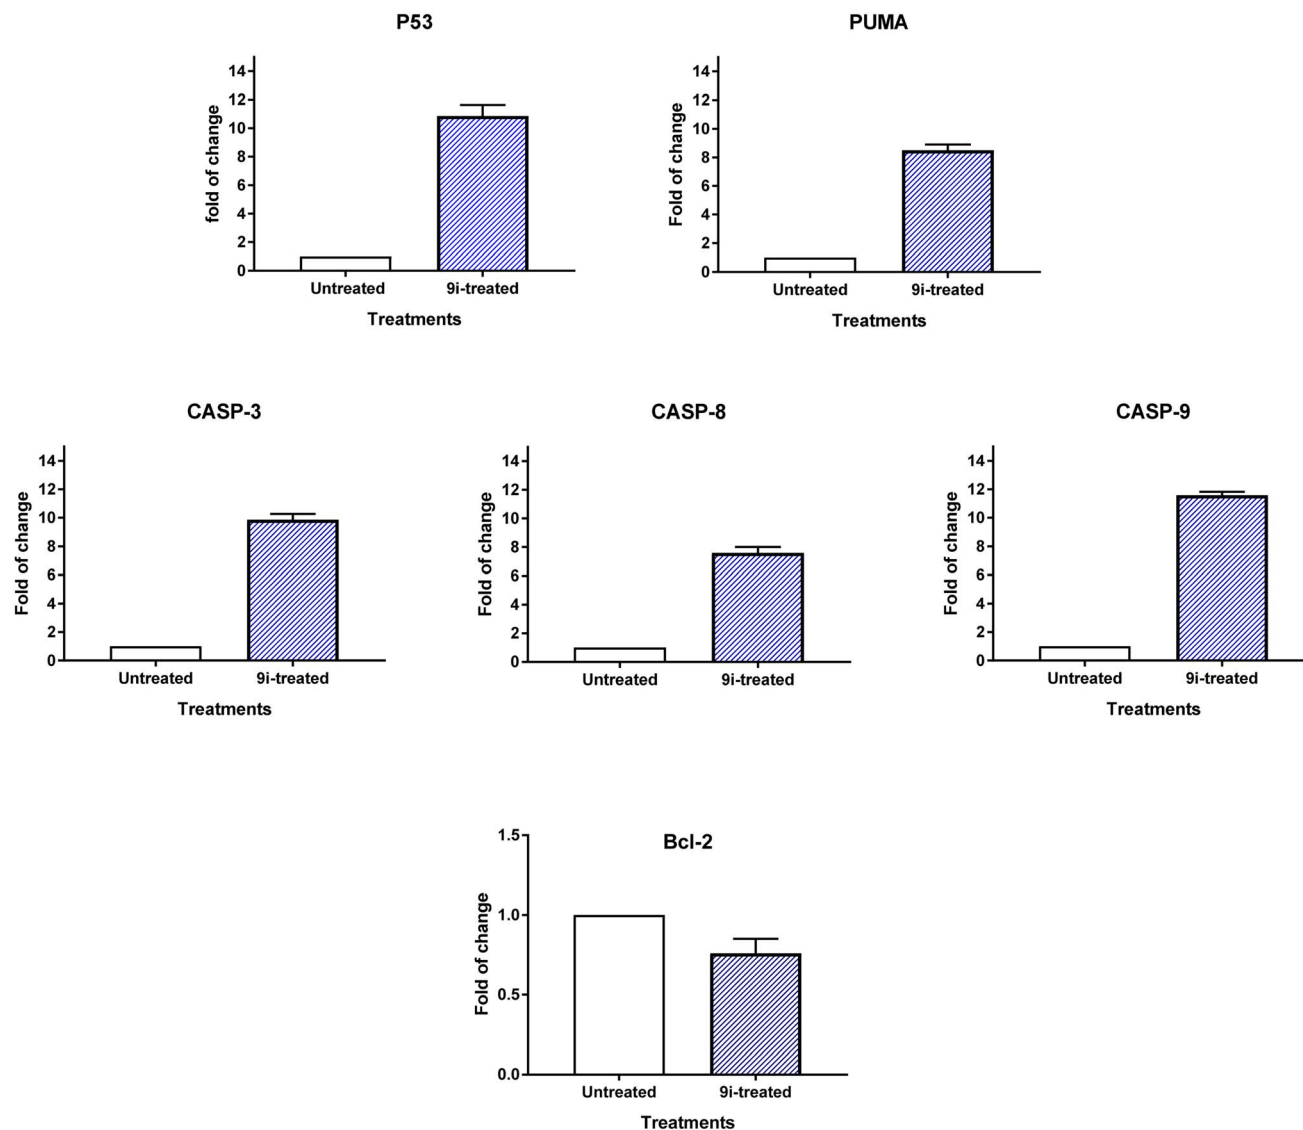 P53
fold of change
14
12
10
8
6
4
2
0
Untreated 9i-treated
Treatments
PUMA
Fold of change
14
12
10
8
6
4
2
0
Untreated 9i-treated
Treatments
CASP-3
Fold of change
14
12
10
8
6
4
2
0
Untreated 9i-treated
Treatments
CASP-8
Fold of change
14
12
10
8
6
4
2
0
Untreated 9i-treated
Treatments
CASP-9
Fold of change
14
12
10
8
6
4
2
0
Untreated 9i-treated
Treatments
Bcl-2
Fold of change
1.5
1.0
0.5
0.0
Untreated 9i-treated
Treatments